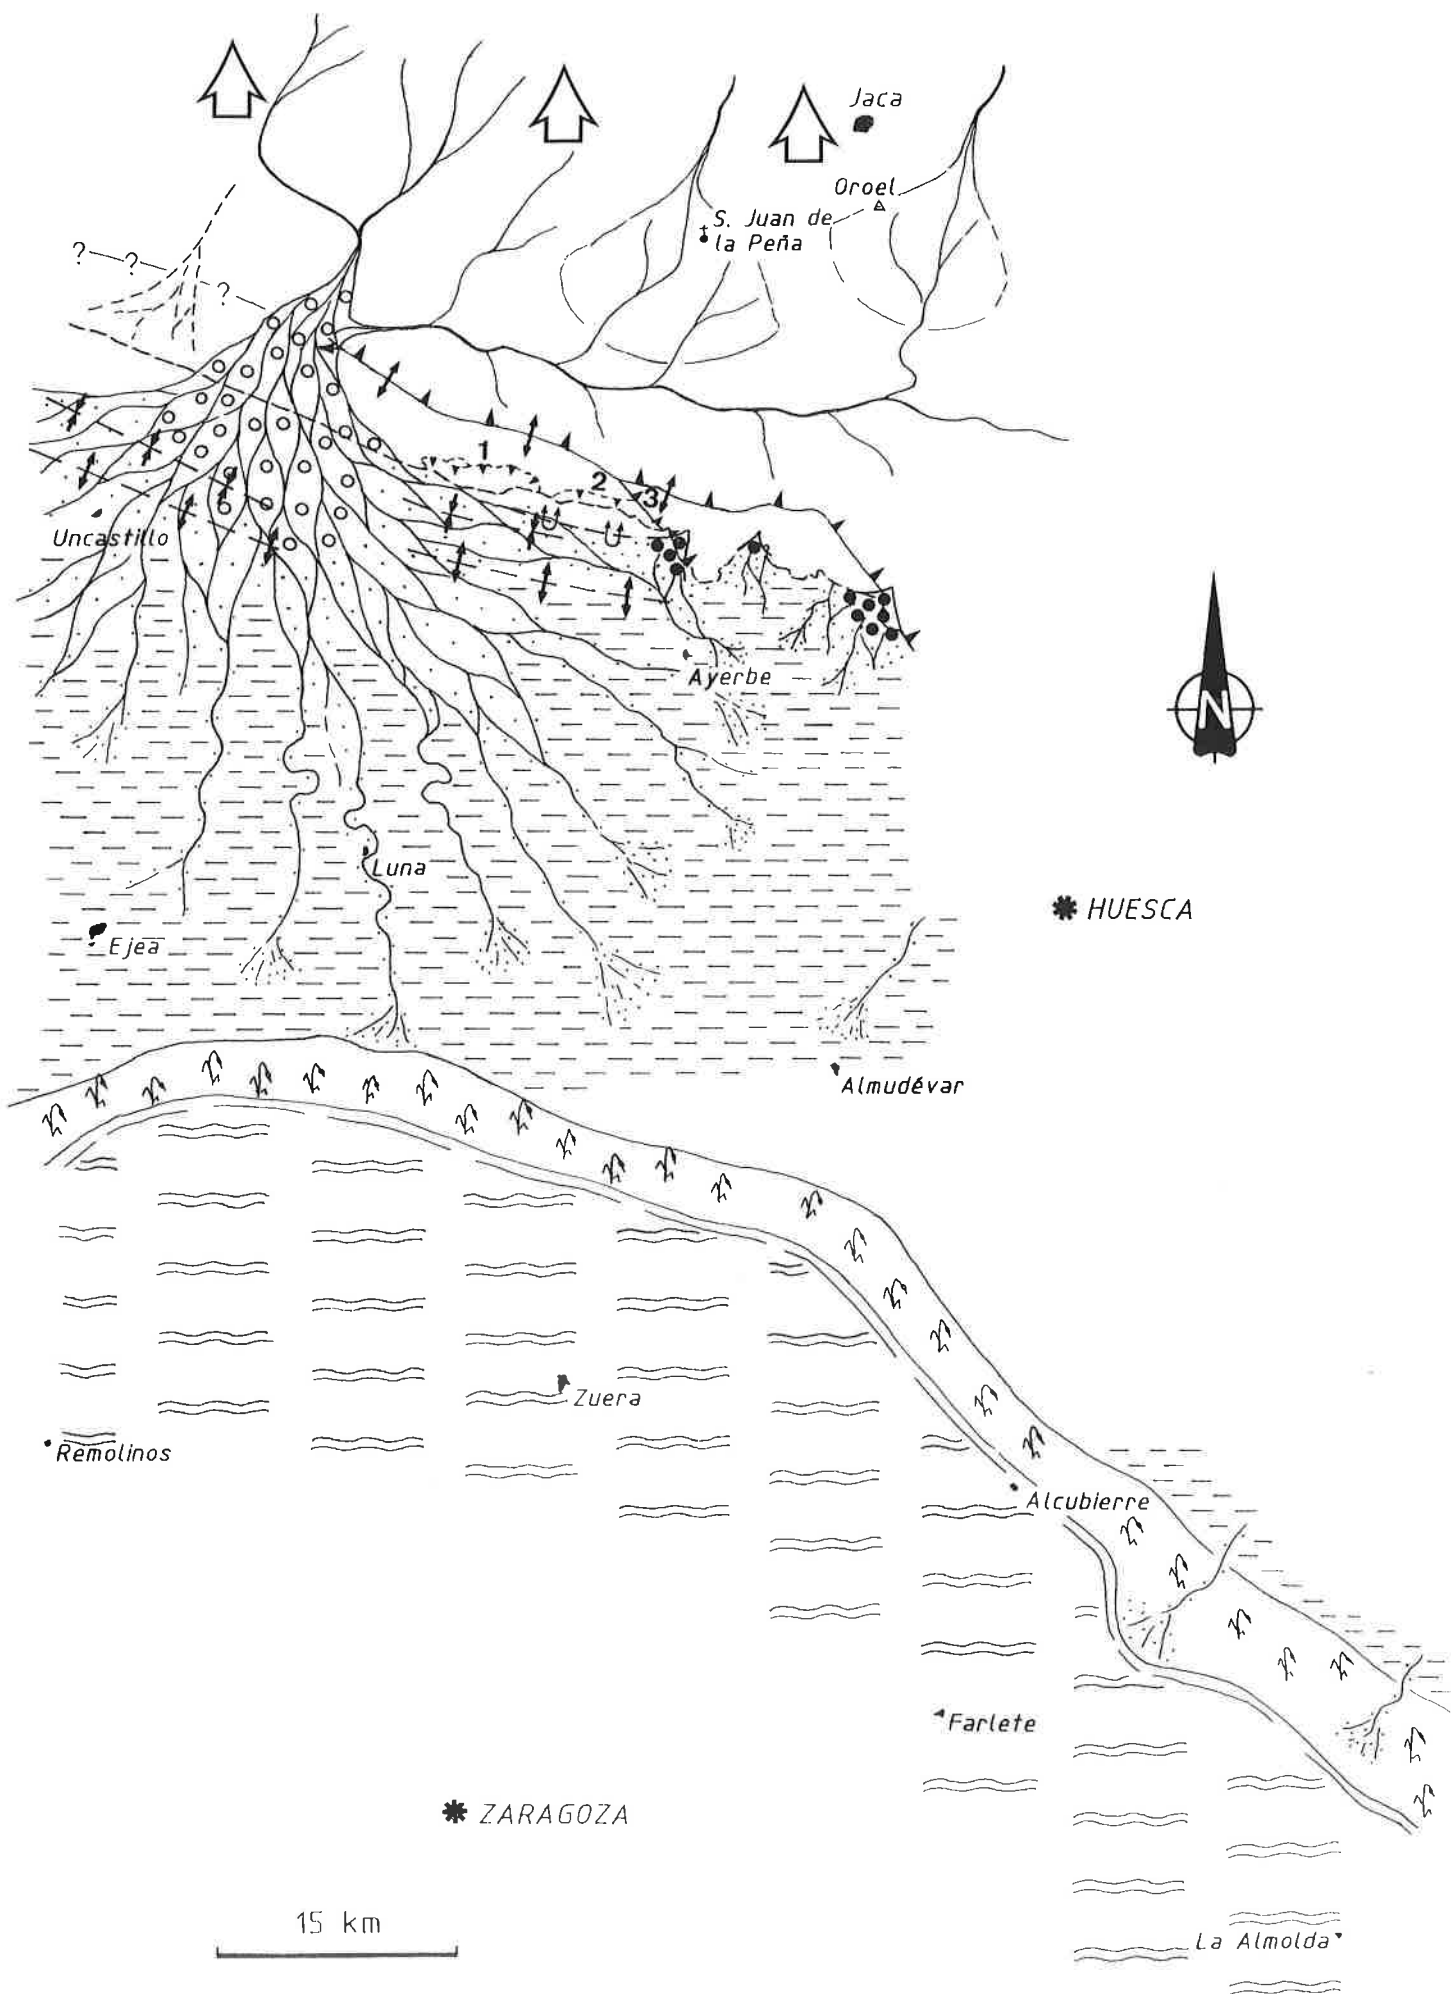 Jaca
Oroel
S. Juan de
la Peña
?
?
?
1
2
3
Uncastillo
Ayerbe
N
Luna
HUESCA
Ejea
Almudévar
Zuera
Remolinos
Alcubierre
Farlete
ZARAGOZA
15 km
La Almolda